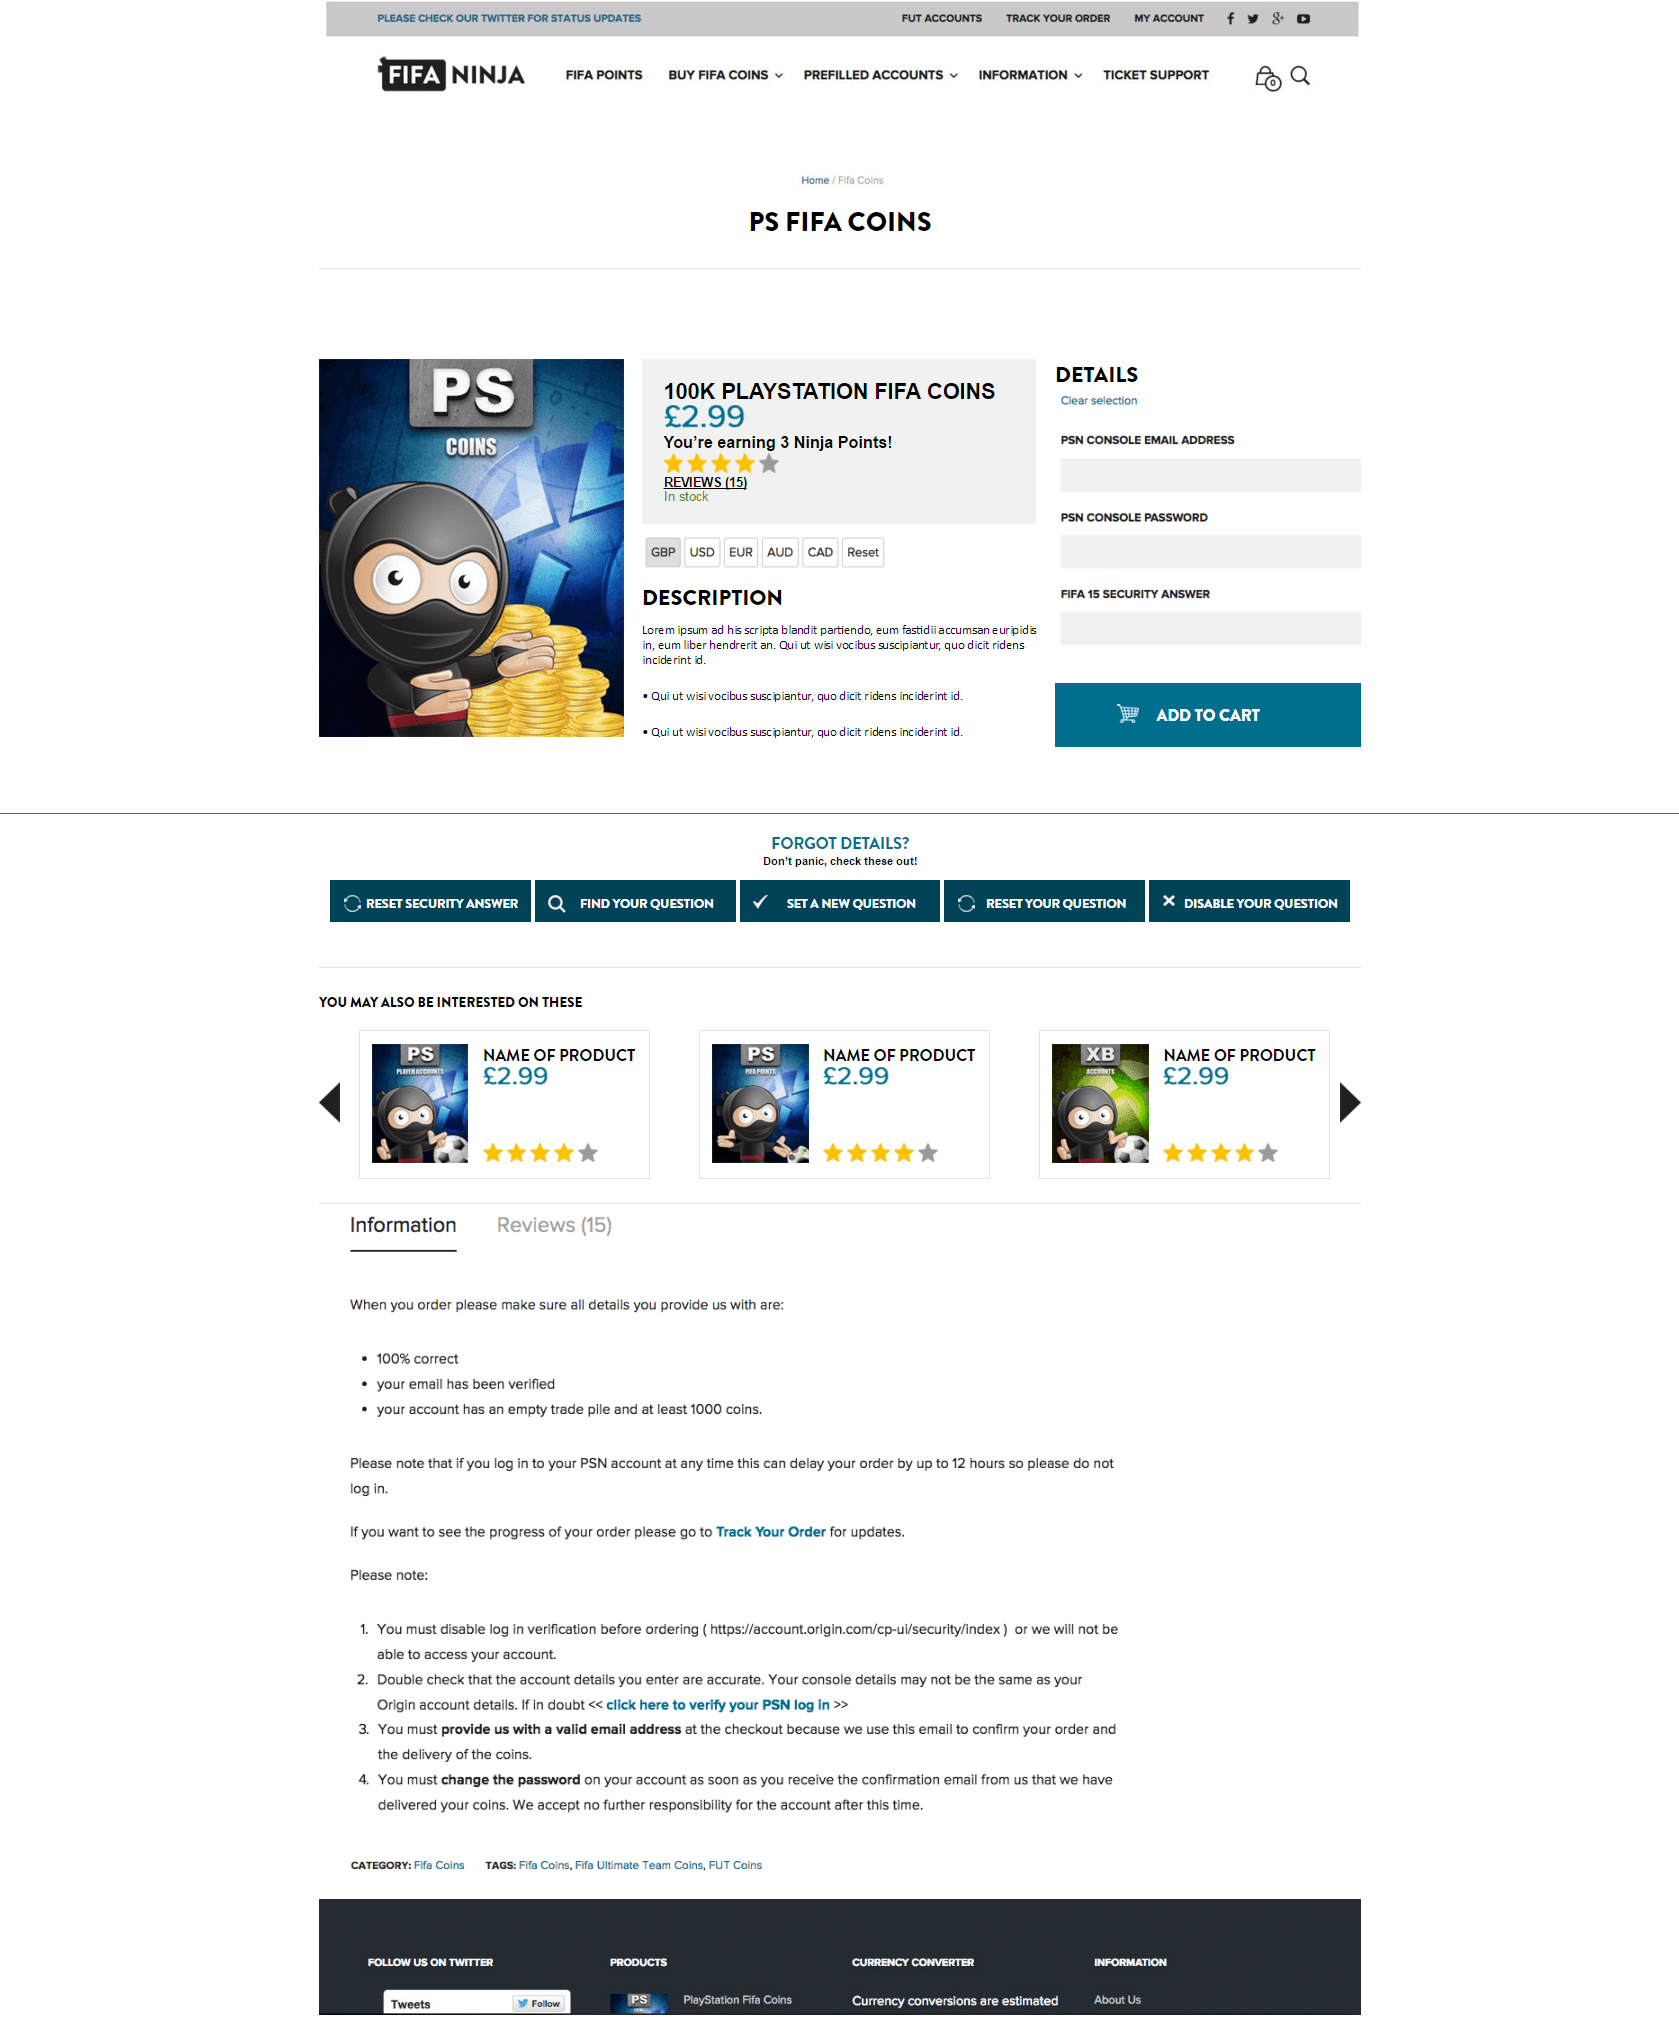 PLEASE CHECK OUR TWITTER FOR STATUS UPDATES
FUT ACCOUNTS TRACK YOUR ORDER MY ACCOUNT
FIFA NINJA
FIFA POINTS BUY FIFA COINS PREFILLED ACCOUNTS INFORMATION TICKET SUPPORT
0
Home / Fifa Coins
PS FIFA COINS
PS
COINS
100K PLAYSTATION FIFA COINS
£2.99
You're earning 3 Ninja Points!
REVIEWS (15)
In stock
GBP USD EUR AUD CAD Reset
DESCRIPTION
Lorem ipsum ad his scripta blandit partiendo, eum fastidii accumsan euripidis
in, eum liber hendrerit an. Qui ut wisi vocibus suscipiantur, quo dicit ridens
inciderint id.
• Qui ut wisi vocibus suscipiantur, quo dicit ridens inciderint id.
• Qui ut wisi vocibus suscipiantur, quo dicit ridens inciderint id.
DETAILS
Clear selection
PSN CONSOLE EMAIL ADDRESS
PSN CONSOLE PASSWORD
FIFA 15 SECURITY ANSWER
ADD TO CART
FORGOT DETAILS?
Don't panic, check these out!
RESET SECURITY ANSWER FIND YOUR QUESTION SET A NEW QUESTION RESET YOUR QUESTION DISABLE YOUR QUESTION
YOU MAY ALSO BE INTERESTED ON THESE
PS
PLAYER ACCOUNTS
NAME OF PRODUCT
£2.99
PS
FIFA POINTS
NAME OF PRODUCT
£2.99
XB
ACCOUNTS
NAME OF PRODUCT
£2.99
Information Reviews (15)
When you order please make sure all details you provide us with are:
• 100% correct
• your email has been verified
• your account has an empty trade pile and at least 1000 coins.
Please note that if you log in to your PSN account at any time this can delay your order by up to 12 hours so please do not
log in.
If you want to see the progress of your order please go to Track Your Order for updates.
Please note:
1. You must disable log in verification before ordering ( https://account.origin.com/cp-ui/security/index ) or we will not be
able to access your account.
2. Double check that the account details you enter are accurate. Your console details may not be the same as your
Origin account details. If in doubt << click here to verify your PSN log in >>
3. You must provide us with a valid email address at the checkout because we use this email to confirm your order and
the delivery of the coins.
4. You must change the password on your account as soon as you receive the confirmation email from us that we have
delivered your coins. We accept no further responsibility for the account after this time.
CATEGORY: Fifa Coins TAGS: Fifa Coins, Fifa Ultimate Team Coins, FUT Coins
FOLLOW US ON TWITTER PRODUCTS CURRENCY CONVERTER INFORMATION
Tweets Follow
PS
PlayStation Fifa Coins
Currency conversions are estimated
About Us